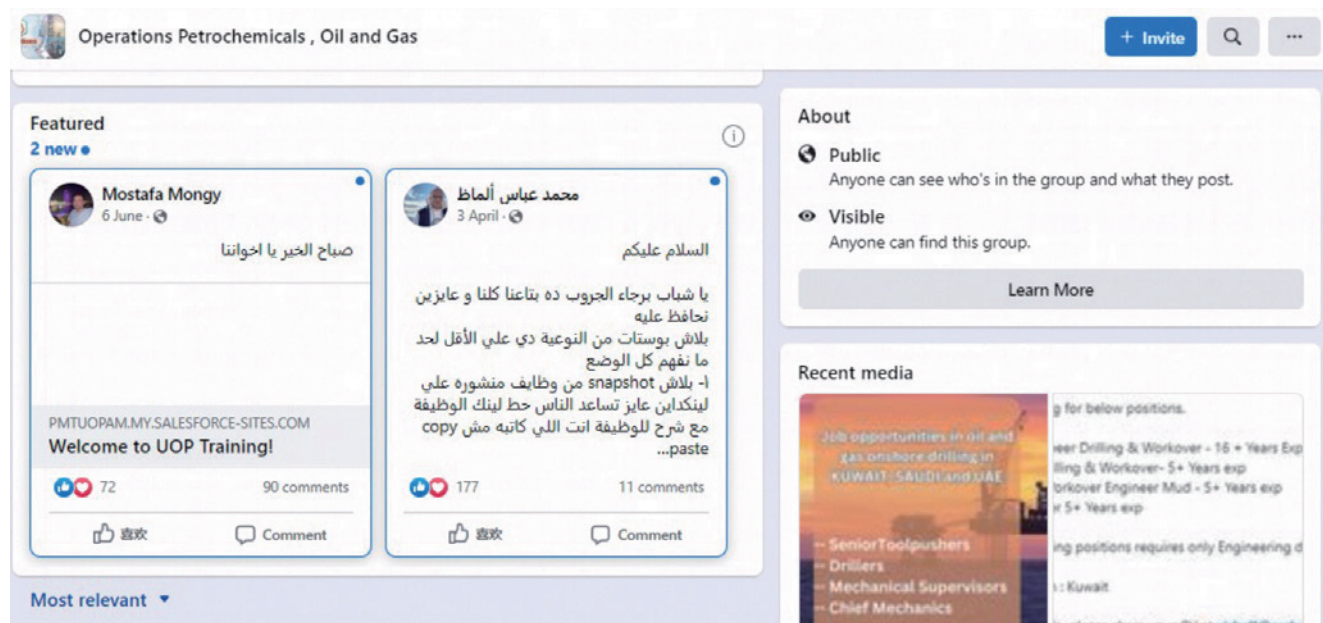 Operations Petrochemicals , Oil and Gas
+ Invite
Featured
2 new
Mostafa Mongy
6 June ·
صباح الخير يا اخواننا
PMTUOPAM.MY.SALESFORCE-SITES.COM
Welcome to UOP Training!
72
90 comments
喜欢
Comment
محمد عباس ألماظ
3 April ·
السلام عليكم
يا شباب برجاء الجروب ده بتاعنا كلنا و عايزين
نحافظ عليه
بلاش بوستات من النوعية دي علي الأقل لحد
ما نفهم كل الوضع
١- بلاش snapshot من وظايف منشوره علي
لينكداين عايز تساعد الناس حط لينك الوظيفة
مع شرح للوظيفة انت اللي كاتبه مش copy
paste...
177
11 comments
喜欢
Comment
Most relevant
About
Public
Anyone can see who's in the group and what they post.
Visible
Anyone can find this group.
Learn More
Recent media
Job opportunities in oil and
gas onshore drilling in
KUWAIT, SAUDI and UAE
-- SeniorToolpushers
-- Drillers
-- Mechanical Supervisors
-- Chief Mechanics
g for below positions.
eer Drilling & Workover - 16 + Years Exp
lling & Workover- 5+ Years exp
orkover Engineer Mud - 5+ Years exp
r 5+ Years exp
ing positions requires only Engineering d
: Kuwait